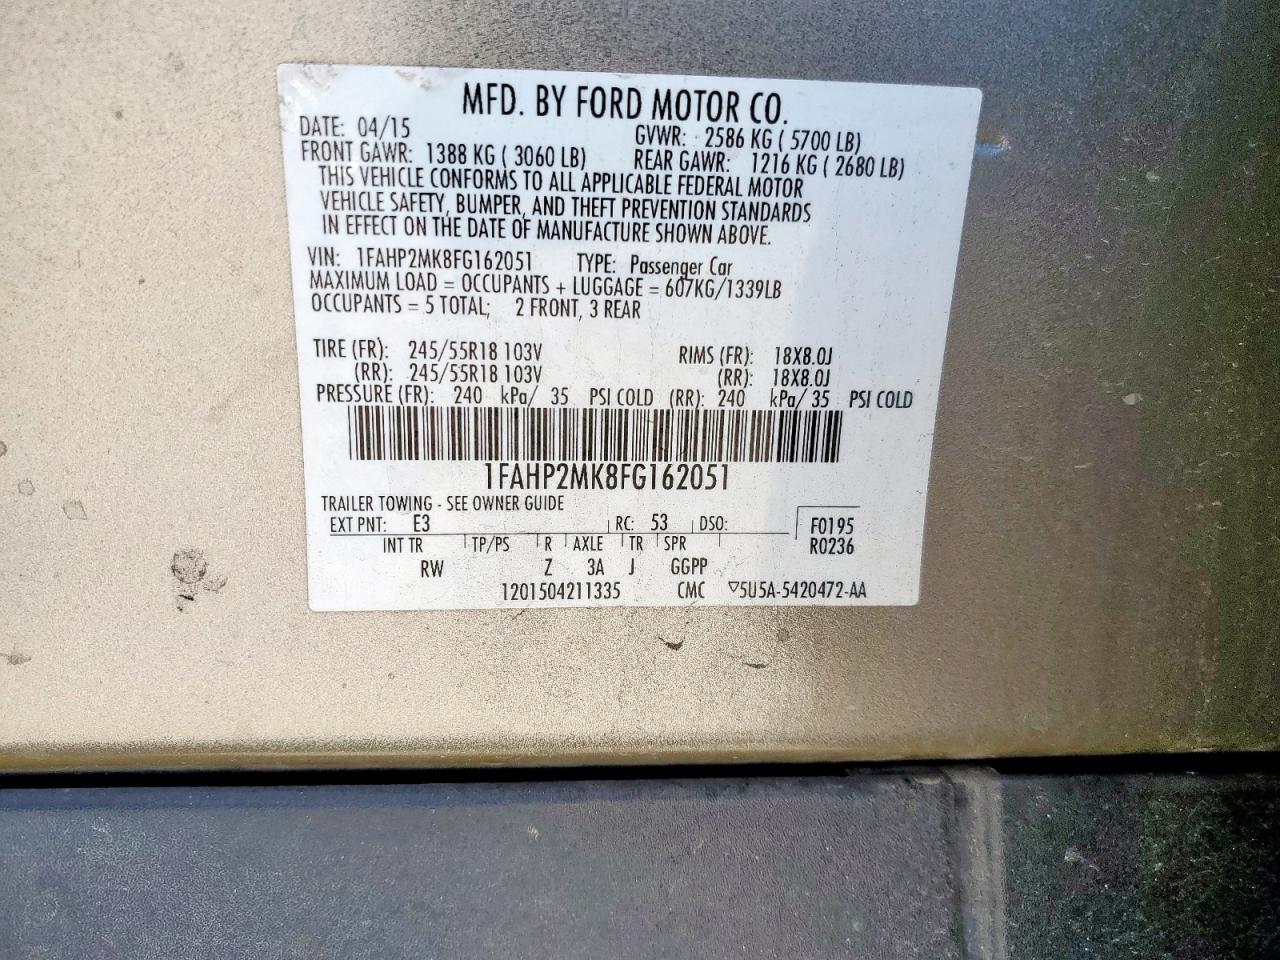 MFD. BY FORD MOTOR CO.
DATE: 04/15 GVWR: 2586 KG ( 5700 LB)
FRONT GAWR: 1388 KG ( 3060 LB) REAR GAWR: 1216 KG ( 2680 LB)
THIS VEHICLE CONFORMS TO ALL APPLICABLE FEDERAL MOTOR
VEHICLE SAFETY, BUMPER, AND THEFT PREVENTION STANDARDS
IN EFFECT ON THE DATE OF MANUFACTURE SHOWN ABOVE.
VIN: 1FAHP2MK8FG162051 TYPE: Passenger Car
MAXIMUM LOAD = OCCUPANTS + LUGGAGE = 607KG/1339LB
OCCUPANTS = 5 TOTAL; 2 FRONT, 3 REAR
TIRE (FR): 245/55R18 103V RIMS (FR): 18X8.0J
(RR): 245/55R18 103V (RR): 18X8.0J
PRESSURE (FR): 240 kPa/ 35 PSI COLD (RR): 240 kPa/ 35 PSI COLD
1FAHP2MK8FG162051
TRAILER TOWING - SEE OWNER GUIDE
EXT PNT: E3 RC: 53 DSO: F0195
INT TR TP/PS R AXLE TR SPR R0236
RW Z 3A J GGPP
1201504211335 CMC ▽5U5A-5420472-AA